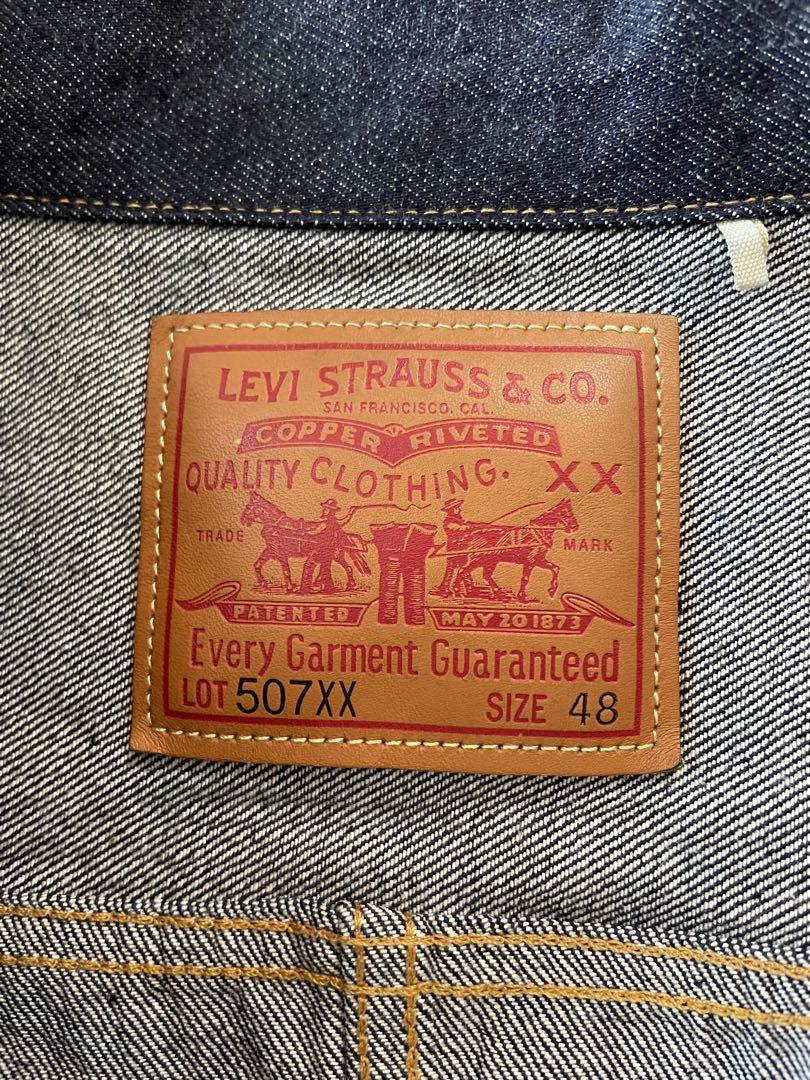 LEVI STRAUSS & CO.
SAN FRANCISCO, CAL.
COPPER RIVETED
QUALITY CLOTHING. XX
TRADE MARK
PATENTED MAY 20 1873
Every Garment Guaranteed
LOT 507XX SIZE 48